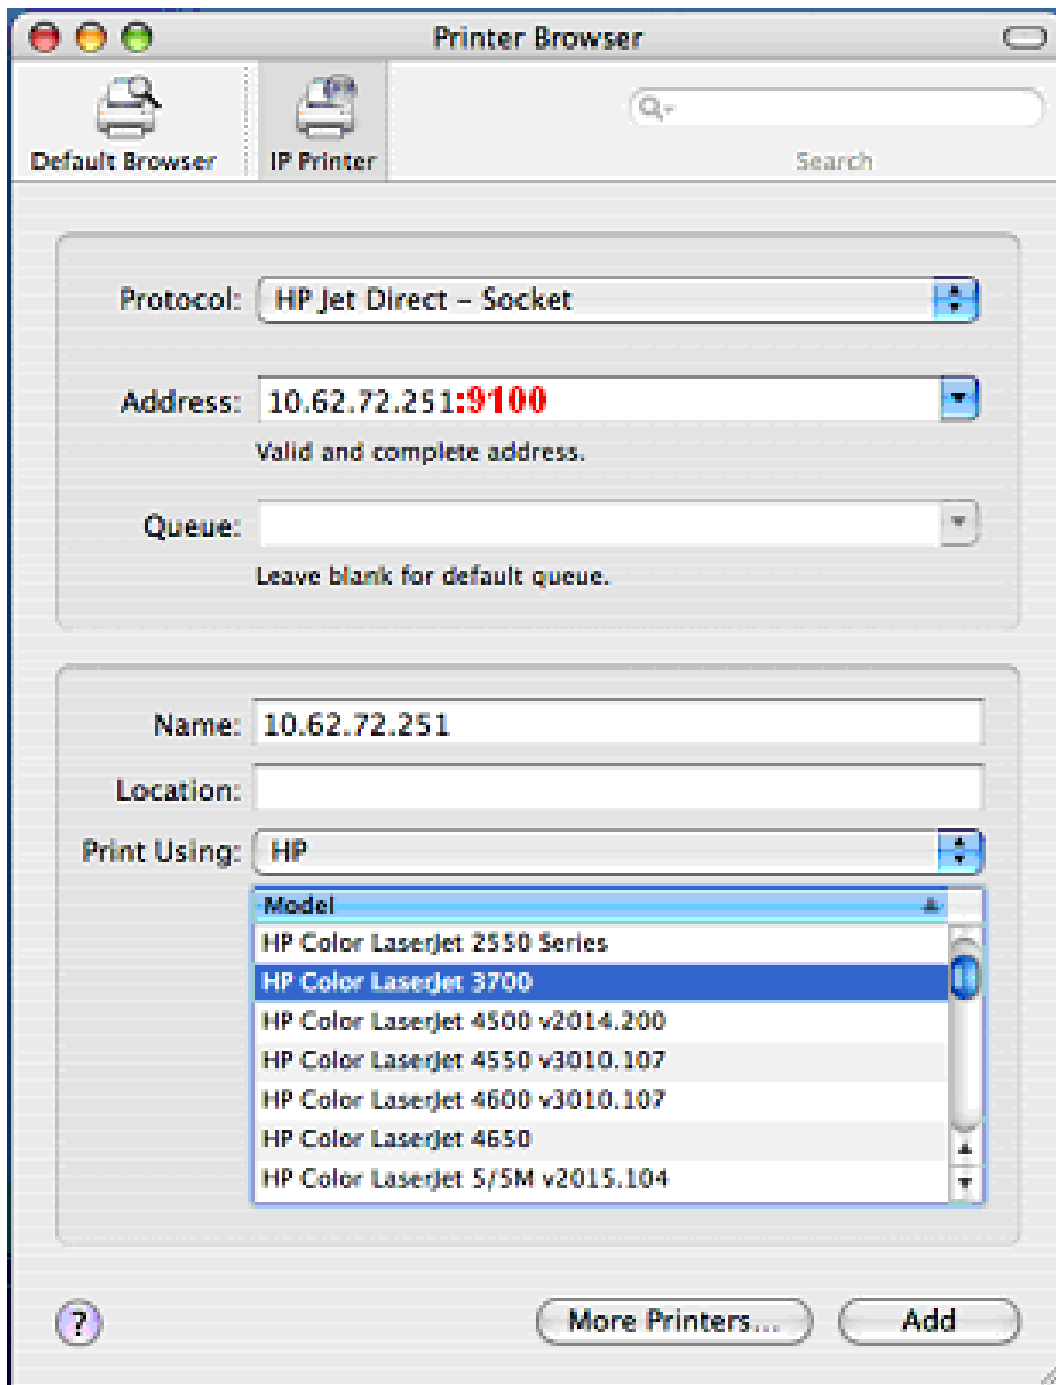 Printer Browser
Default Browser
IP Printer
Search
Protocol: HP Jet Direct – Socket
Address: 10.62.72.251:9100
Valid and complete address.
Queue:
Leave blank for default queue.
Name: 10.62.72.251
Location:
Print Using: HP
Model
HP Color LaserJet 2550 Series
HP Color LaserJet 3700
HP Color LaserJet 4500 v2014.200
HP Color LaserJet 4550 v3010.107
HP Color LaserJet 4600 v3010.107
HP Color LaserJet 4650
HP Color LaserJet 5/5M v2015.104
?
More Printers...
Add